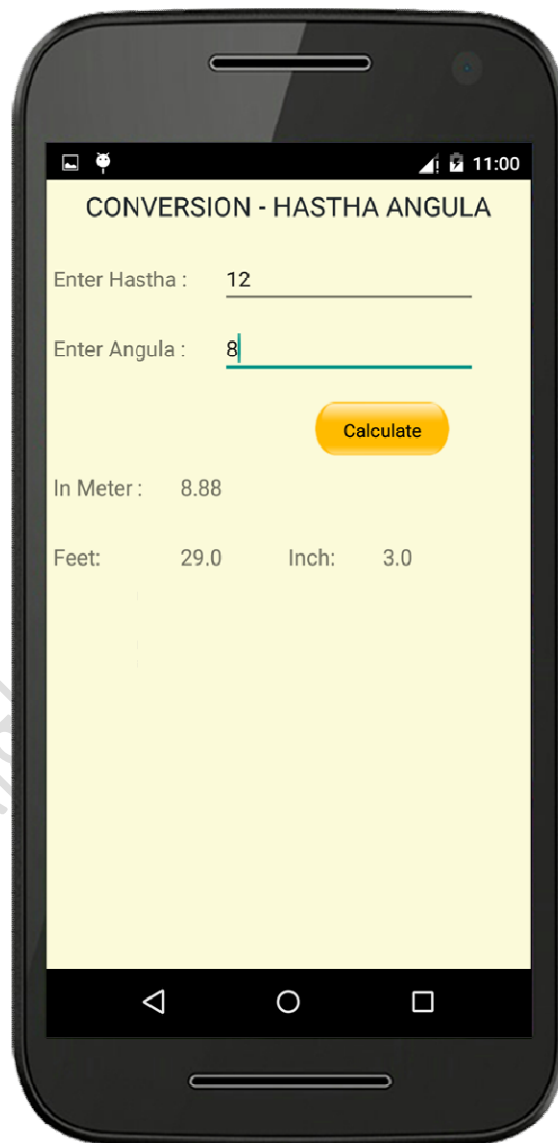 11:00
CONVERSION - HASTHA ANGULA
Enter Hastha : 12
Enter Angula : 8
Calculate
In Meter : 8.88
Feet: 29.0 Inch: 3.0